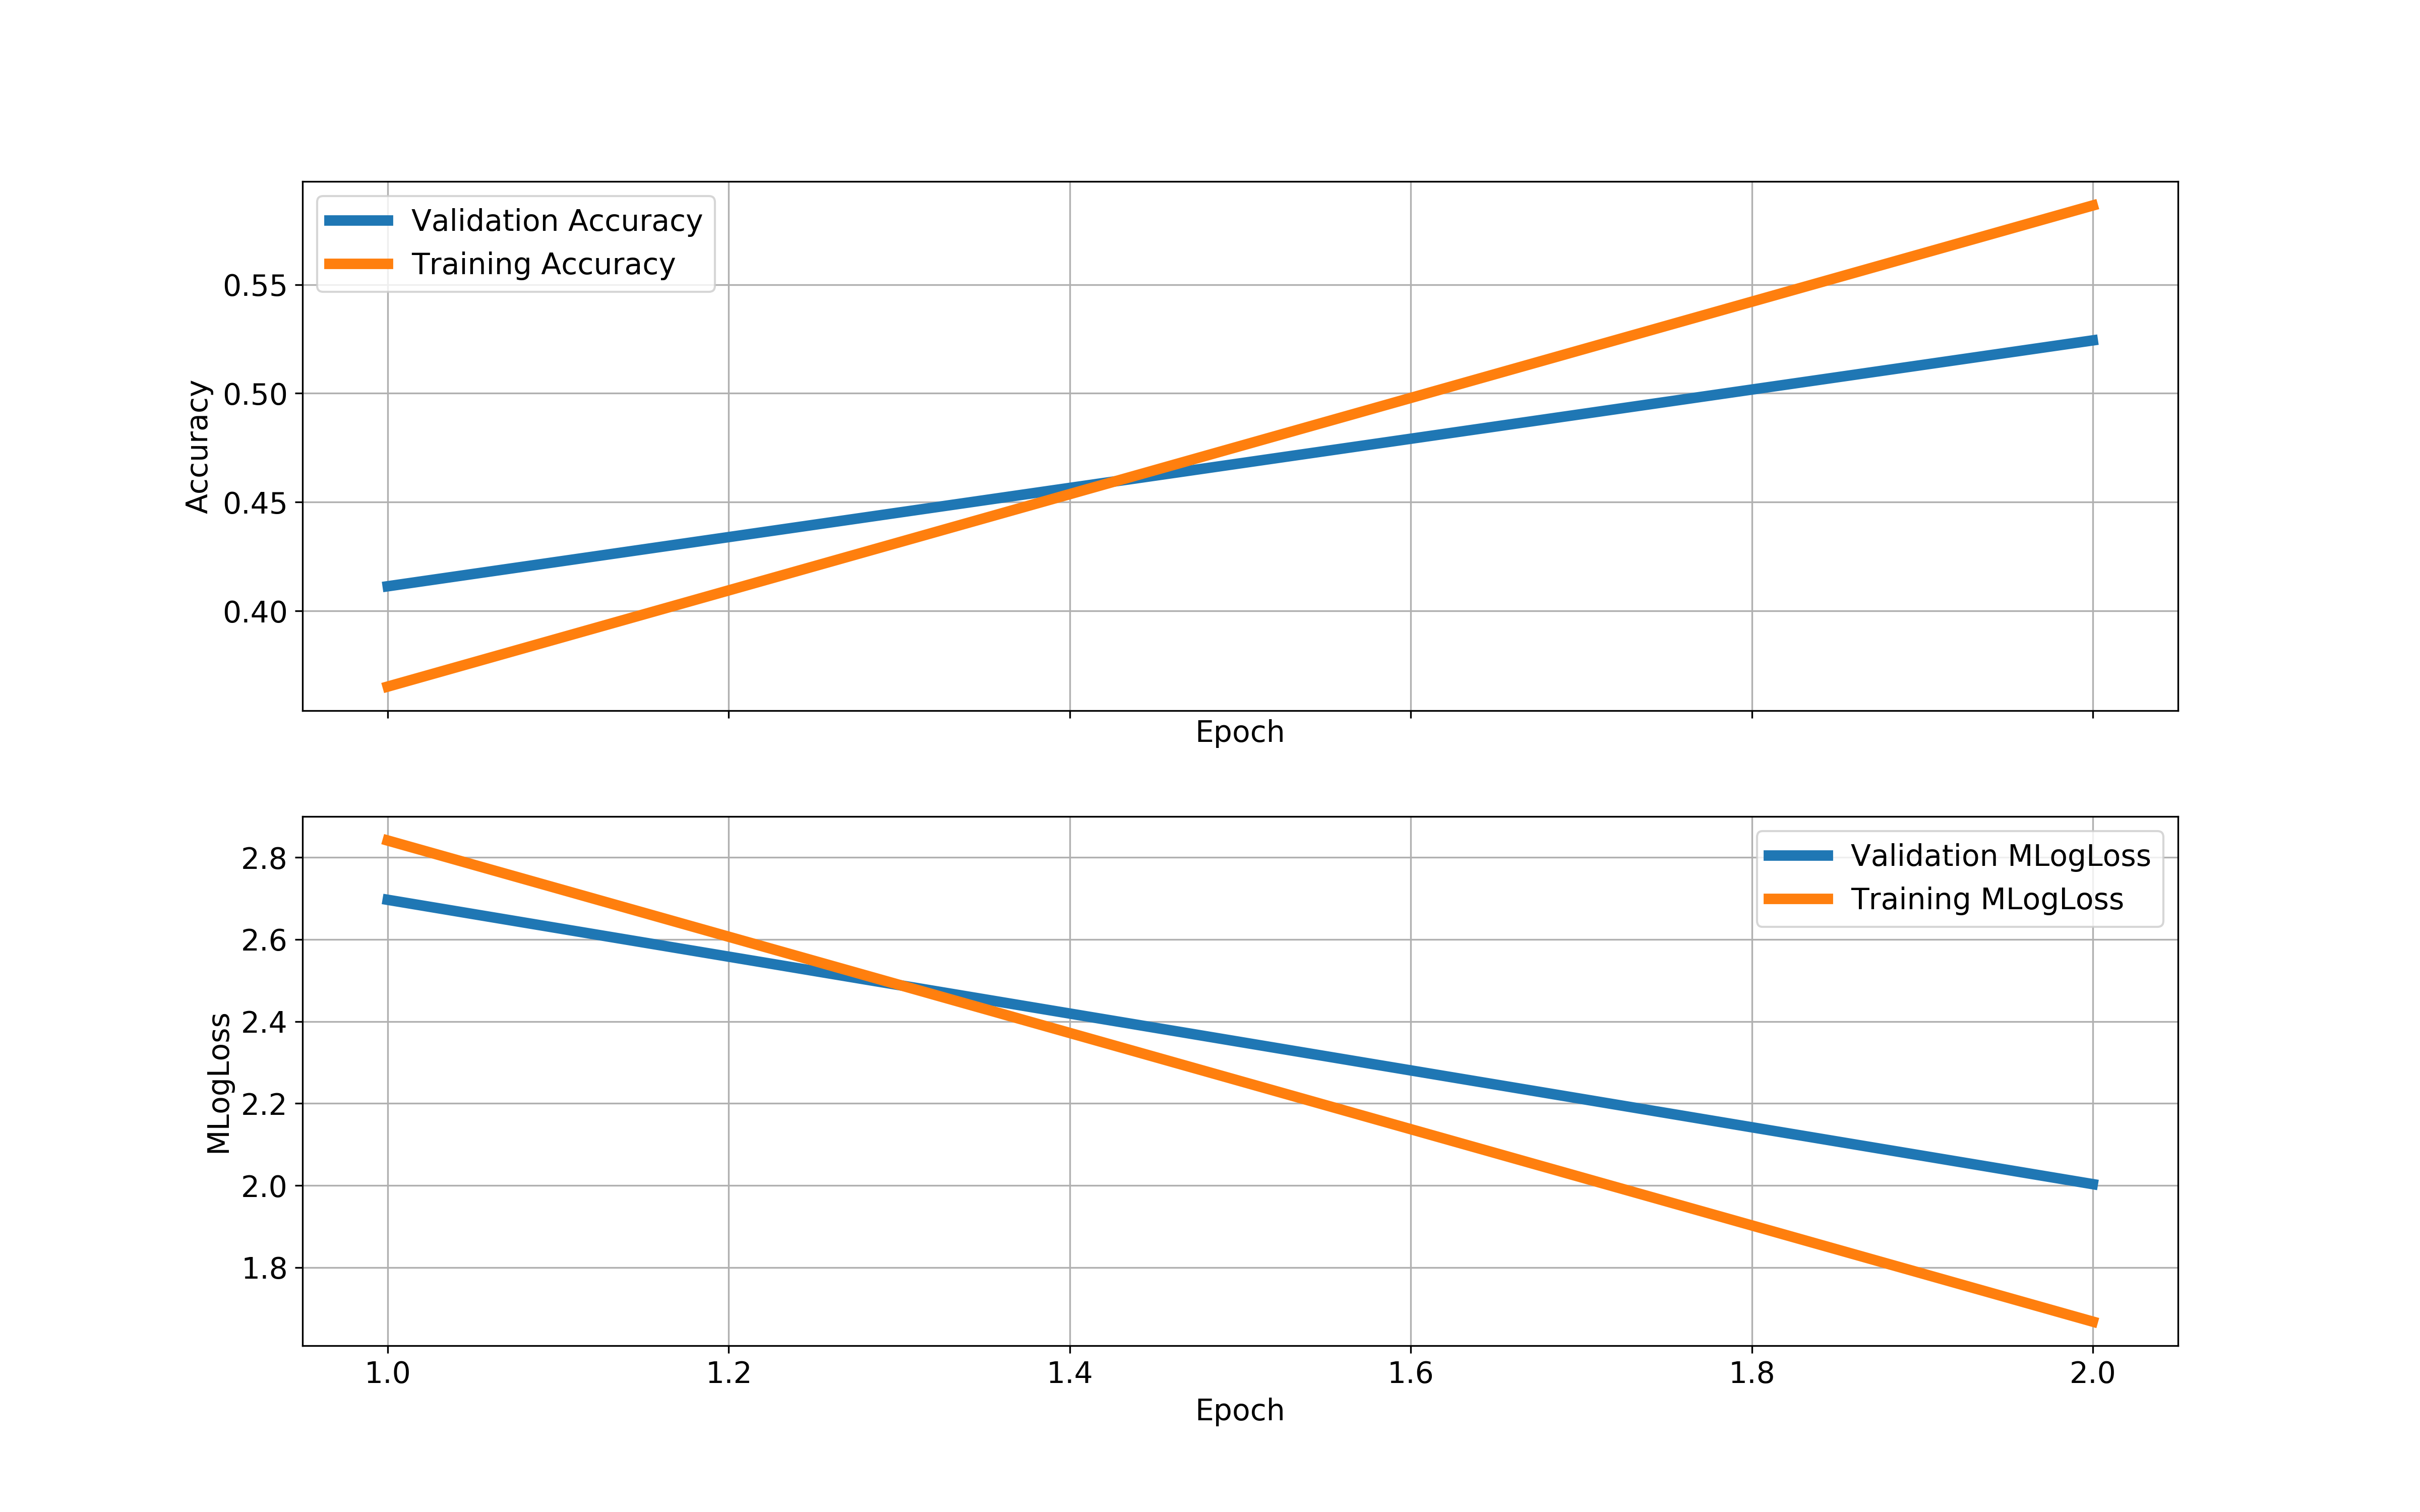 Validation Accuracy
Training Accuracy
0.55
0.50
0.45
0.40
Accuracy
Epoch
Validation MLogLoss
Training MLogLoss
2.8
2.6
2.4
2.2
2.0
1.8
MLogLoss
1.0 1.2 1.4 1.6 1.8 2.0
Epoch